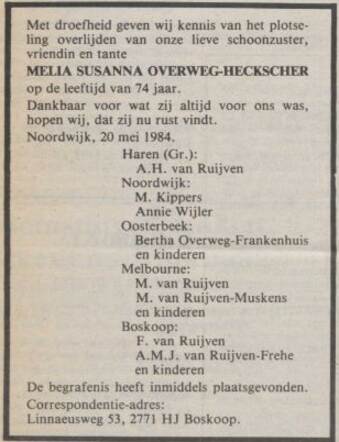 Met droefheid geven wij kennis van het plotse-
ling overlijden van onze lieve schoonzuster,
vriendin en tante
MELIA SUSANNA OVERWEG-HECKSCHER
op de leeftijd van 74 jaar.
Dankbaar voor wat zij altijd voor ons was,
hopen wij, dat zij nu rust vindt.
Noordwijk, 20 mei 1984.
Haren (Gr.):
A.H. van Ruijven
Noordwijk:
M. Kippers
Annie Wijler
Oosterbeek:
Bertha Overweg-Frankenhuis
en kinderen
Melbourne:
M. van Ruijven
M. van Ruijven-Muskens
en kinderen
Boskoop:
F. van Ruijven
A.M.J. van Ruijven-Frehe
en kinderen
De begrafenis heeft inmiddels plaatsgevonden.
Correspondentie-adres:
Linnaeusweg 53, 2771 HJ Boskoop.